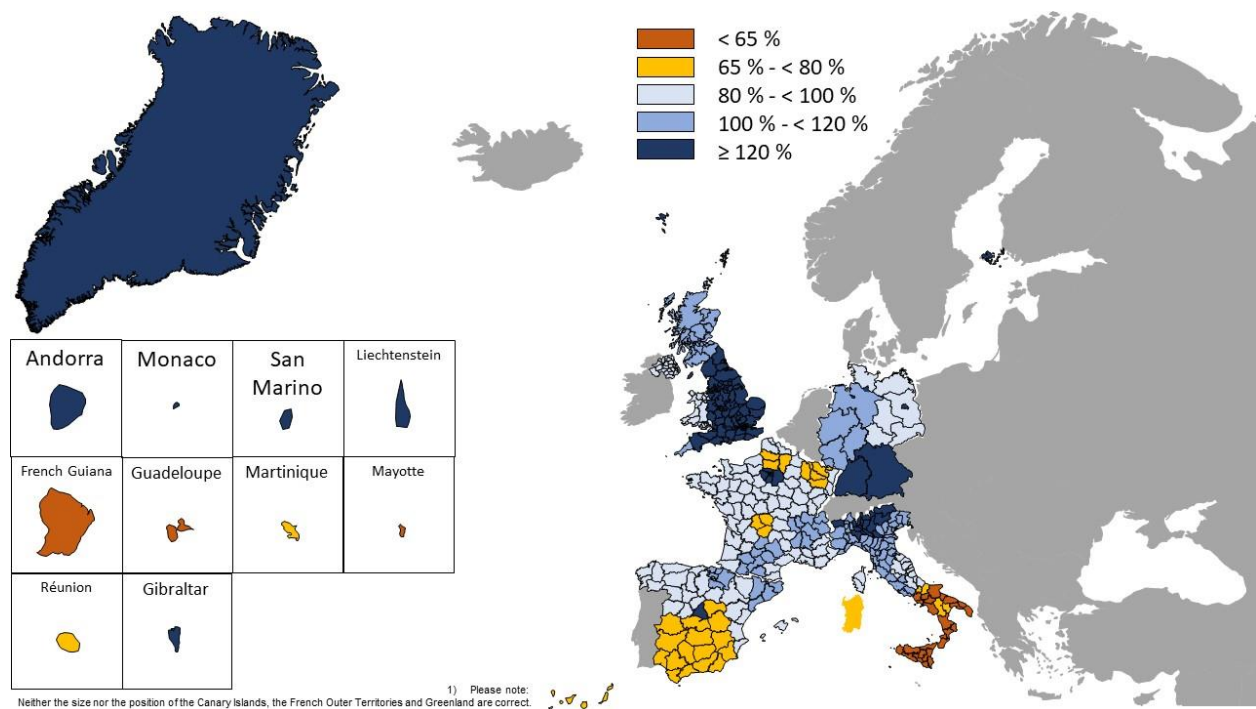 < 65 %
65 % - < 80 %
80 % - < 100 %
100 % - < 120 %
≥ 120 %
Andorra
Monaco
San
Marino
Liechtenstein
French Guiana
Guadeloupe
Martinique
Mayotte
Réunion
Gibraltar
1) Please note:
Neither the size nor the position of the Canary Islands, the French Outer Territories and Greenland are correct.